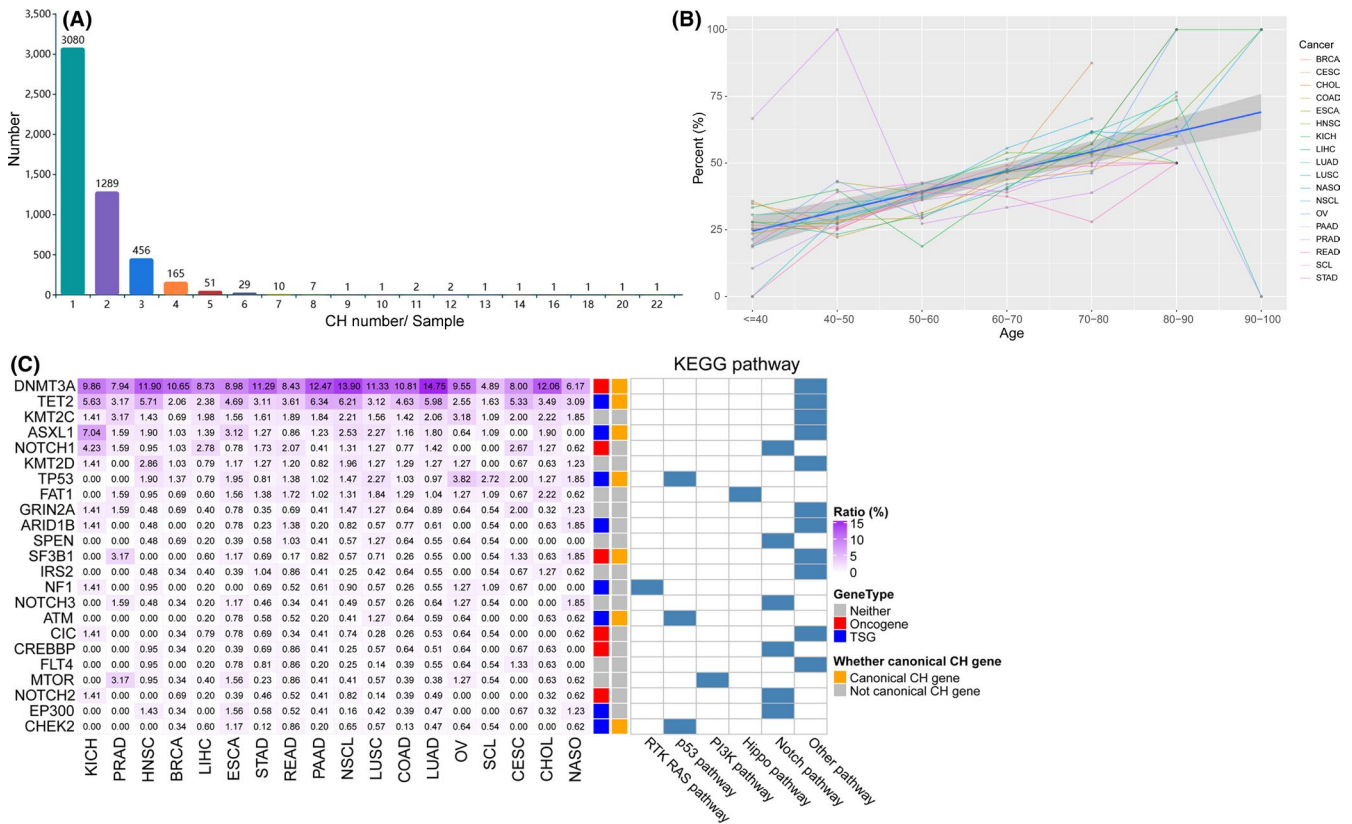 (A)
3,500
3,000
2,500
2,000
1,500
1,000
500
0
Number
3080 1289 456 165 51 29 10 7 1 1 2 2 1 1 1 1 1 1
1 2 3 4 5 6 7 8 9 10 11 12 13 14 16 18 20 22
CH number/ Sample
(B)
100
75
50
25
0
Percent (%)
<=40 40~50 50~60 60~70 70~80 80~90 90~100
Age
Cancer
BRCA
CESC
CHOL
COAD
ESCA
HNSC
KICH
LIHC
LUAD
LUSC
NASO
NSCL
OV
PAAD
PRAD
READ
SCL
STAD
(C)
KEGG pathway
DNMT3A 9.86 7.94 11.90 10.65 8.73 8.98 11.29 8.43 12.47 13.90 11.33 10.81 14.75 9.55 4.89 8.00 12.06 6.17
TET2 5.63 3.17 5.71 2.06 2.38 4.69 3.11 3.61 6.34 6.21 3.12 4.63 5.98 2.55 1.63 5.33 3.49 3.09
KMT2C 1.41 3.17 1.43 0.69 1.98 1.56 1.61 1.89 1.84 2.21 1.56 1.42 2.06 3.18 1.09 2.00 2.22 1.85
ASXL1 7.04 1.59 1.90 1.03 1.39 3.12 1.27 0.86 1.23 2.53 2.27 1.16 1.80 0.64 1.09 0.00 1.90 0.00
NOTCH1 4.23 1.59 0.95 1.03 2.78 0.78 1.73 2.07 0.41 1.31 1.27 0.77 1.42 0.00 0.00 2.67 1.27 0.62
KMT2D 1.41 0.00 2.86 1.03 0.79 1.17 1.27 1.20 0.82 1.96 1.27 1.29 1.27 1.27 0.00 0.67 0.63 1.23
TP53 0.00 0.00 1.90 1.37 0.79 1.95 0.81 1.38 1.02 1.47 2.27 1.03 0.97 3.82 2.72 2.00 1.27 1.85
FAT1 0.00 1.59 0.95 0.69 0.60 1.56 1.38 1.72 1.02 1.31 1.84 1.29 1.04 1.27 1.09 0.67 2.22 0.62
GRIN2A 1.41 1.59 0.48 0.69 0.40 0.78 0.35 0.69 0.41 1.47 1.27 0.64 0.89 0.64 0.54 2.00 0.32 1.23
ARID1B 1.41 0.00 0.48 0.00 0.20 0.78 0.23 1.38 0.20 0.82 0.57 0.77 0.61 0.00 0.54 0.00 0.63 1.85
SPEN 0.00 0.00 0.48 0.69 0.20 0.39 0.58 1.03 0.41 0.57 1.27 0.64 0.55 0.64 0.00 0.00 0.63 0.00
SF3B1 0.00 3.17 0.00 0.00 0.60 1.17 0.69 0.17 0.82 0.57 0.71 0.26 0.55 0.00 0.54 1.33 0.63 1.85
IRS2 0.00 0.00 0.48 0.34 0.40 0.39 1.04 0.86 0.41 0.25 0.42 0.64 0.55 0.00 0.54 0.67 1.27 0.62
NF1 1.41 0.00 0.95 0.00 0.20 0.00 0.69 0.52 0.61 0.90 0.57 0.26 0.55 1.27 1.09 0.00 0.00 0.62
NOTCH3 0.00 1.59 0.48 0.34 0.20 1.17 0.46 0.34 0.41 0.49 0.57 0.26 0.64 1.27 0.54 0.00 0.00 1.85
ATM 0.00 0.00 0.00 0.00 0.20 0.78 0.58 0.52 0.20 0.41 1.27 0.64 0.59 0.64 0.54 0.00 0.63 0.62
CIC 1.41 0.00 0.00 0.34 0.79 0.78 0.69 0.34 0.41 0.74 0.28 0.26 0.53 0.64 0.54 0.00 0.00 0.62
CREBBP 0.00 0.00 0.95 0.34 0.20 0.39 0.69 0.86 0.41 0.25 0.57 0.64 0.51 0.64 0.00 0.67 0.63 0.00
FLT4 0.00 0.00 0.95 0.00 0.20 0.78 0.81 0.86 0.20 0.25 0.14 0.39 0.55 0.64 0.54 1.33 0.63 0.00
MTOR 0.00 3.17 0.95 0.34 0.40 1.56 0.23 0.86 0.41 0.41 0.57 0.39 0.38 1.27 0.54 0.00 0.63 0.62
NOTCH2 1.41 0.00 0.00 0.69 0.20 0.39 0.46 0.52 0.41 0.82 0.14 0.39 0.49 0.00 0.00 0.00 0.32 0.62
EP300 0.00 0.00 1.43 0.34 0.00 1.56 0.58 0.52 0.41 0.16 0.42 0.39 0.47 0.00 0.00 0.67 0.32 1.23
CHEK2 0.00 0.00 0.00 0.34 0.60 1.17 0.12 0.86 0.20 0.65 0.57 0.13 0.47 0.64 0.54 0.00 0.00 0.62
KICH PRAD HNSC BRCA LIHC ESCA STAD READ PAAD NSCL LUSC COAD LUAD OV SCL CESC CHOL NASO
RTK RAS pathway
p53 pathway
PI3K pathway
Hippo pathway
Notch pathway
Other pathway
Ratio (%)
15
10
5
0
GeneType
Neither
Oncogene
TSG
Whether canonical CH gene
Canonical CH gene
Not canonical CH gene